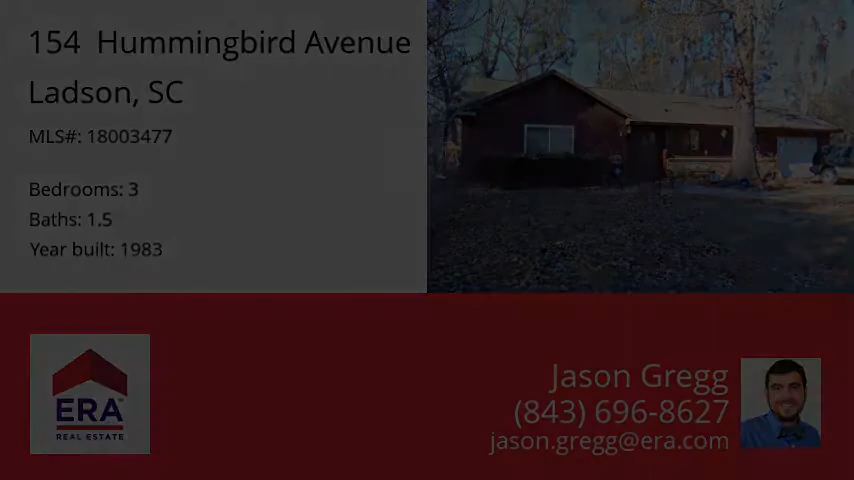 154 Hummingbird Avenue
Ladson, SC
MLS#: 18003477
Bedrooms: 3
Baths: 1.5
Year built: 1983
ERA
REAL ESTATE
Jason Gregg
(843) 696-8627
jason.gregg@era.com